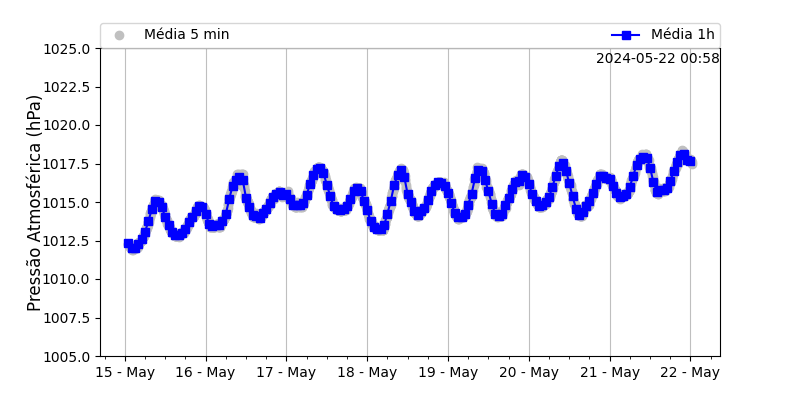 Média 5 min
Média 1h
2024-05-22 00:58
Pressão Atmosférica (hPa)
1025.0
1022.5
1020.0
1017.5
1015.0
1012.5
1010.0
1007.5
1005.0
15 - May
16 - May
17 - May
18 - May
19 - May
20 - May
21 - May
22 - May